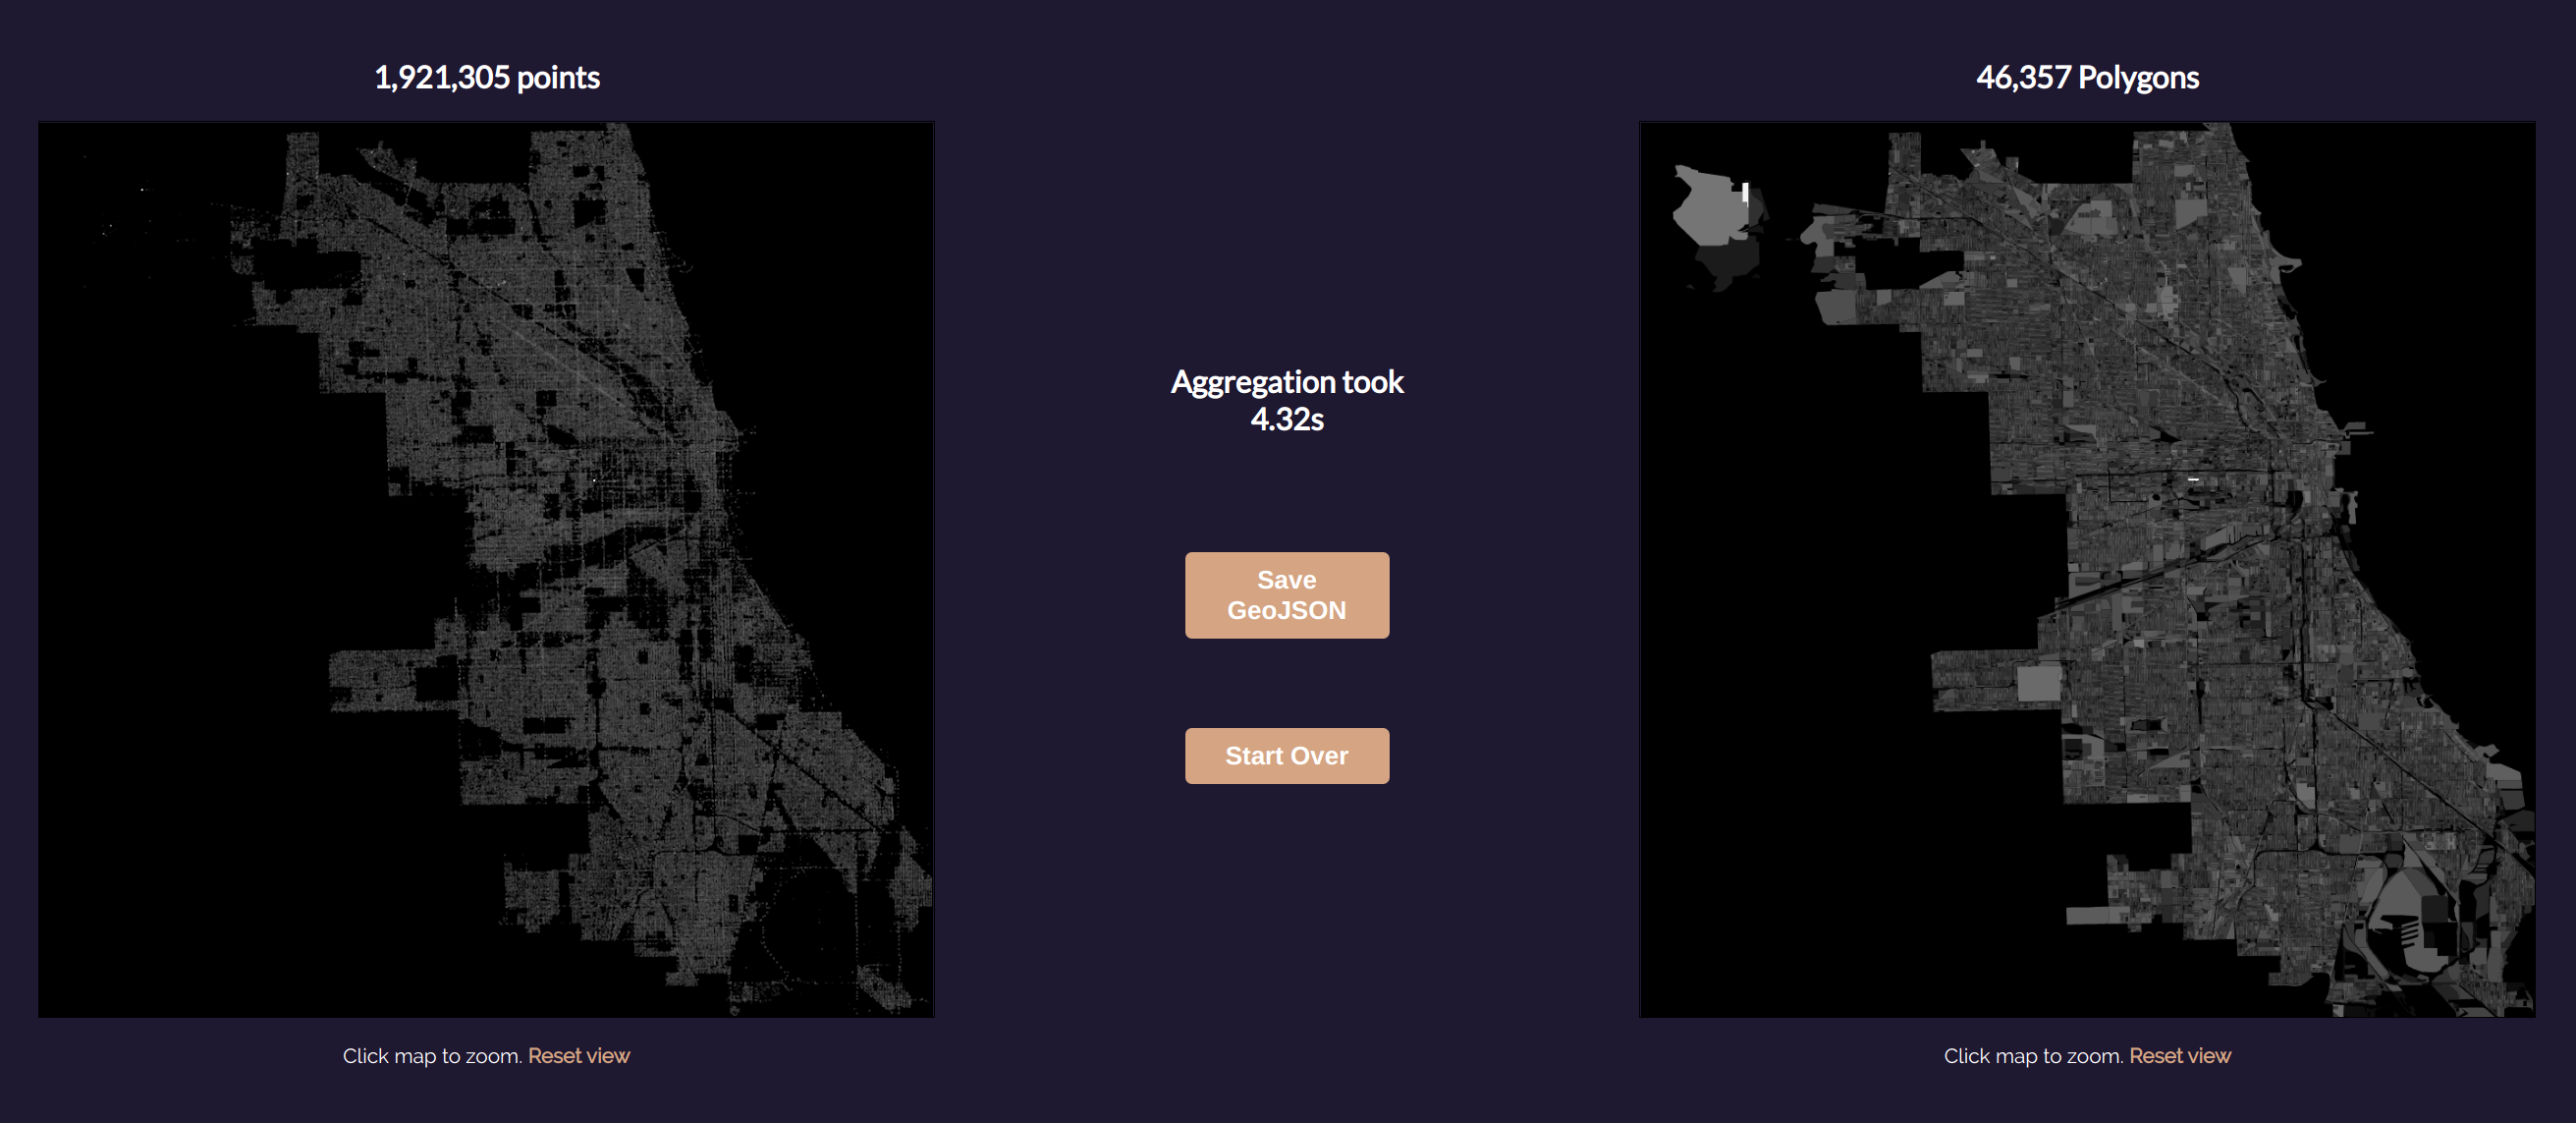 1,921,305 points
46,357 Polygons
Aggregation took
4.32s
Save
GeoJSON
Start Over
Click map to zoom. Reset view
Click map to zoom. Reset view